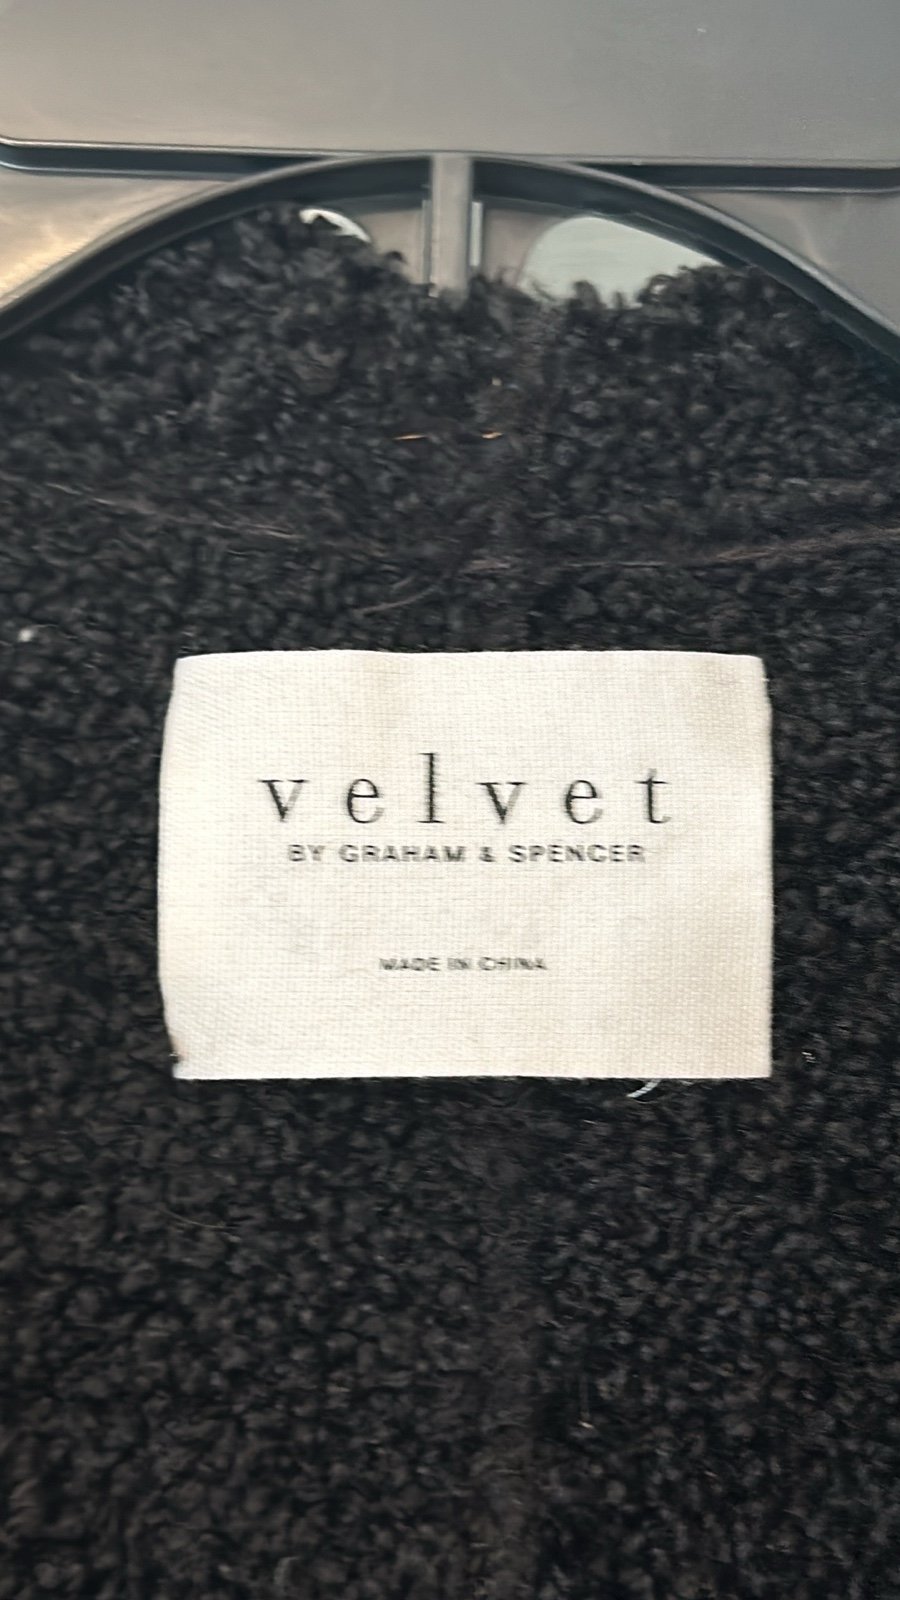 velvet
BY GRAHAM & SPENCER
MADE IN CHINA